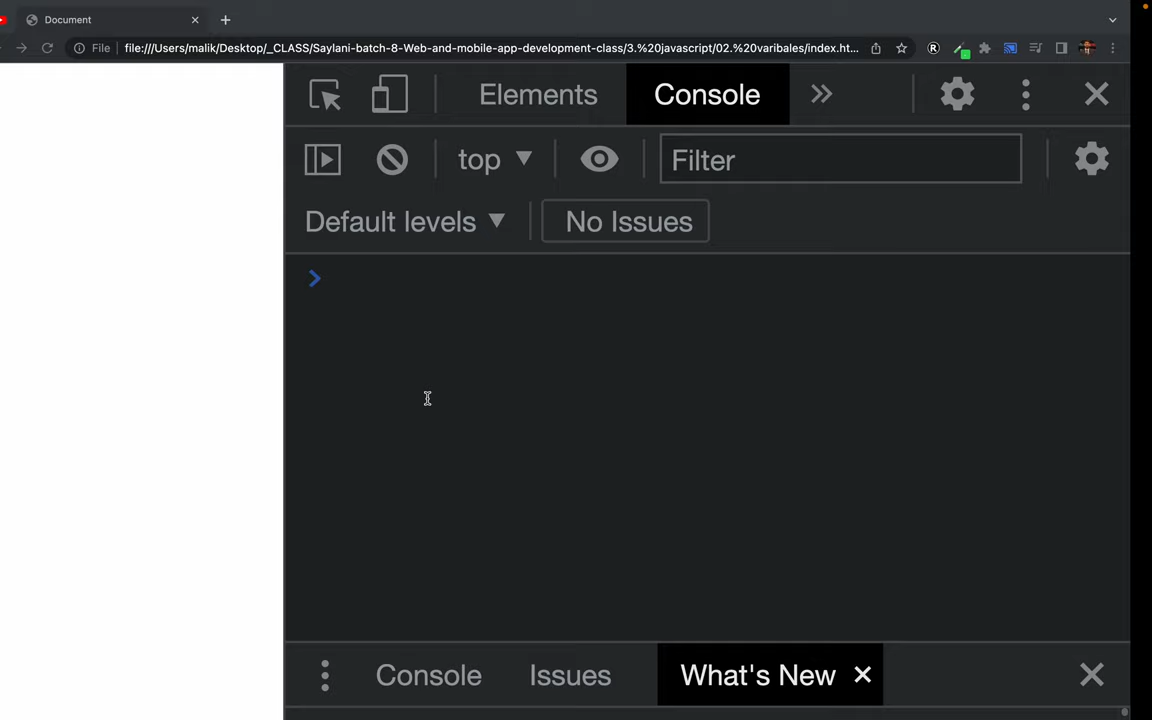 Document
File
file:///Users/malik/Desktop/_CLASS/Saylani-batch-8-Web-and-mobile-app-development-class/3.%20javascript/02.%20varibales/index.ht...
Elements
Console
top
Filter
Default levels
No Issues
Console
Issues
What's New